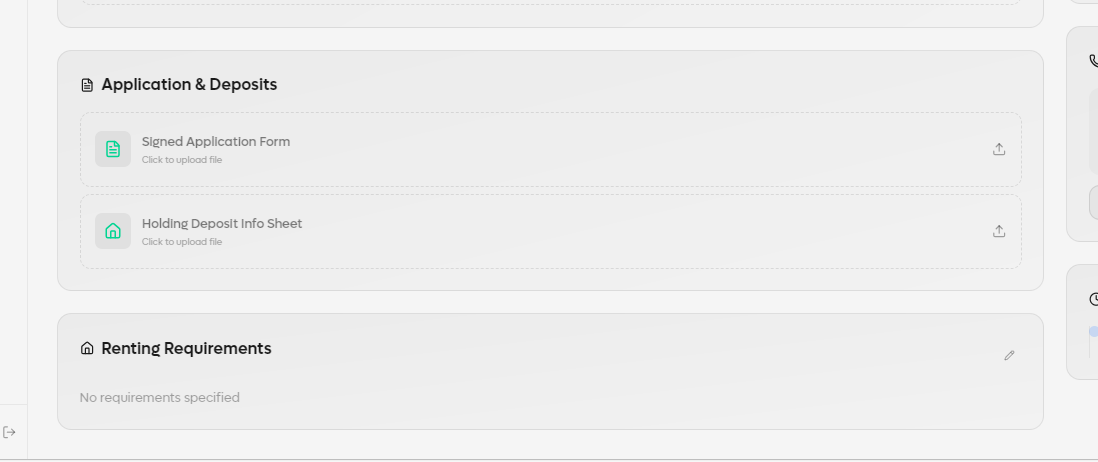 Application & Deposits
Signed Application Form
Click to upload file
Holding Deposit Info Sheet
Click to upload file
Renting Requirements
No requirements specified